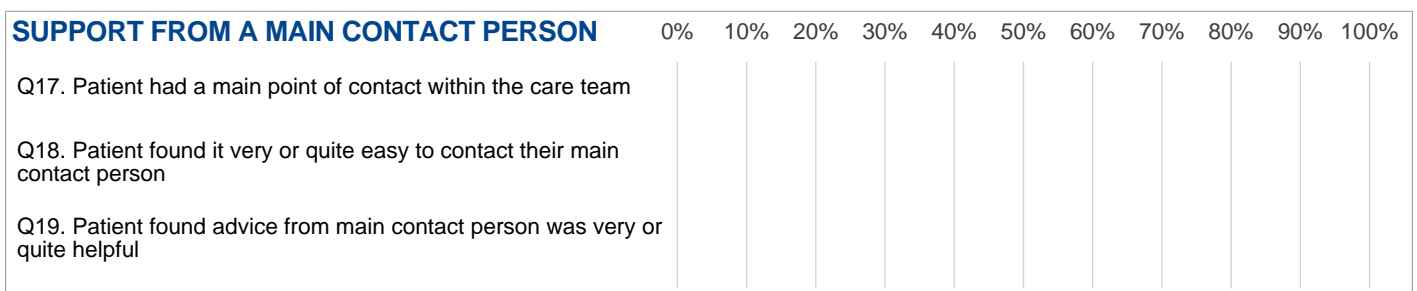 SUPPORT FROM A MAIN CONTACT PERSON 0% 10% 20% 30% 40% 50% 60% 70% 80% 90% 100%
Q17. Patient had a main point of contact within the care team
Q18. Patient found it very or quite easy to contact their main
contact person
Q19. Patient found advice from main contact person was very or
quite helpful